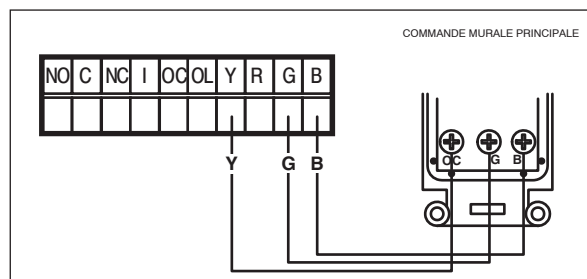 COMMANDE MURALE PRINCIPALE
NO C NC I OC OL Y R G B
OC G B
Y G B